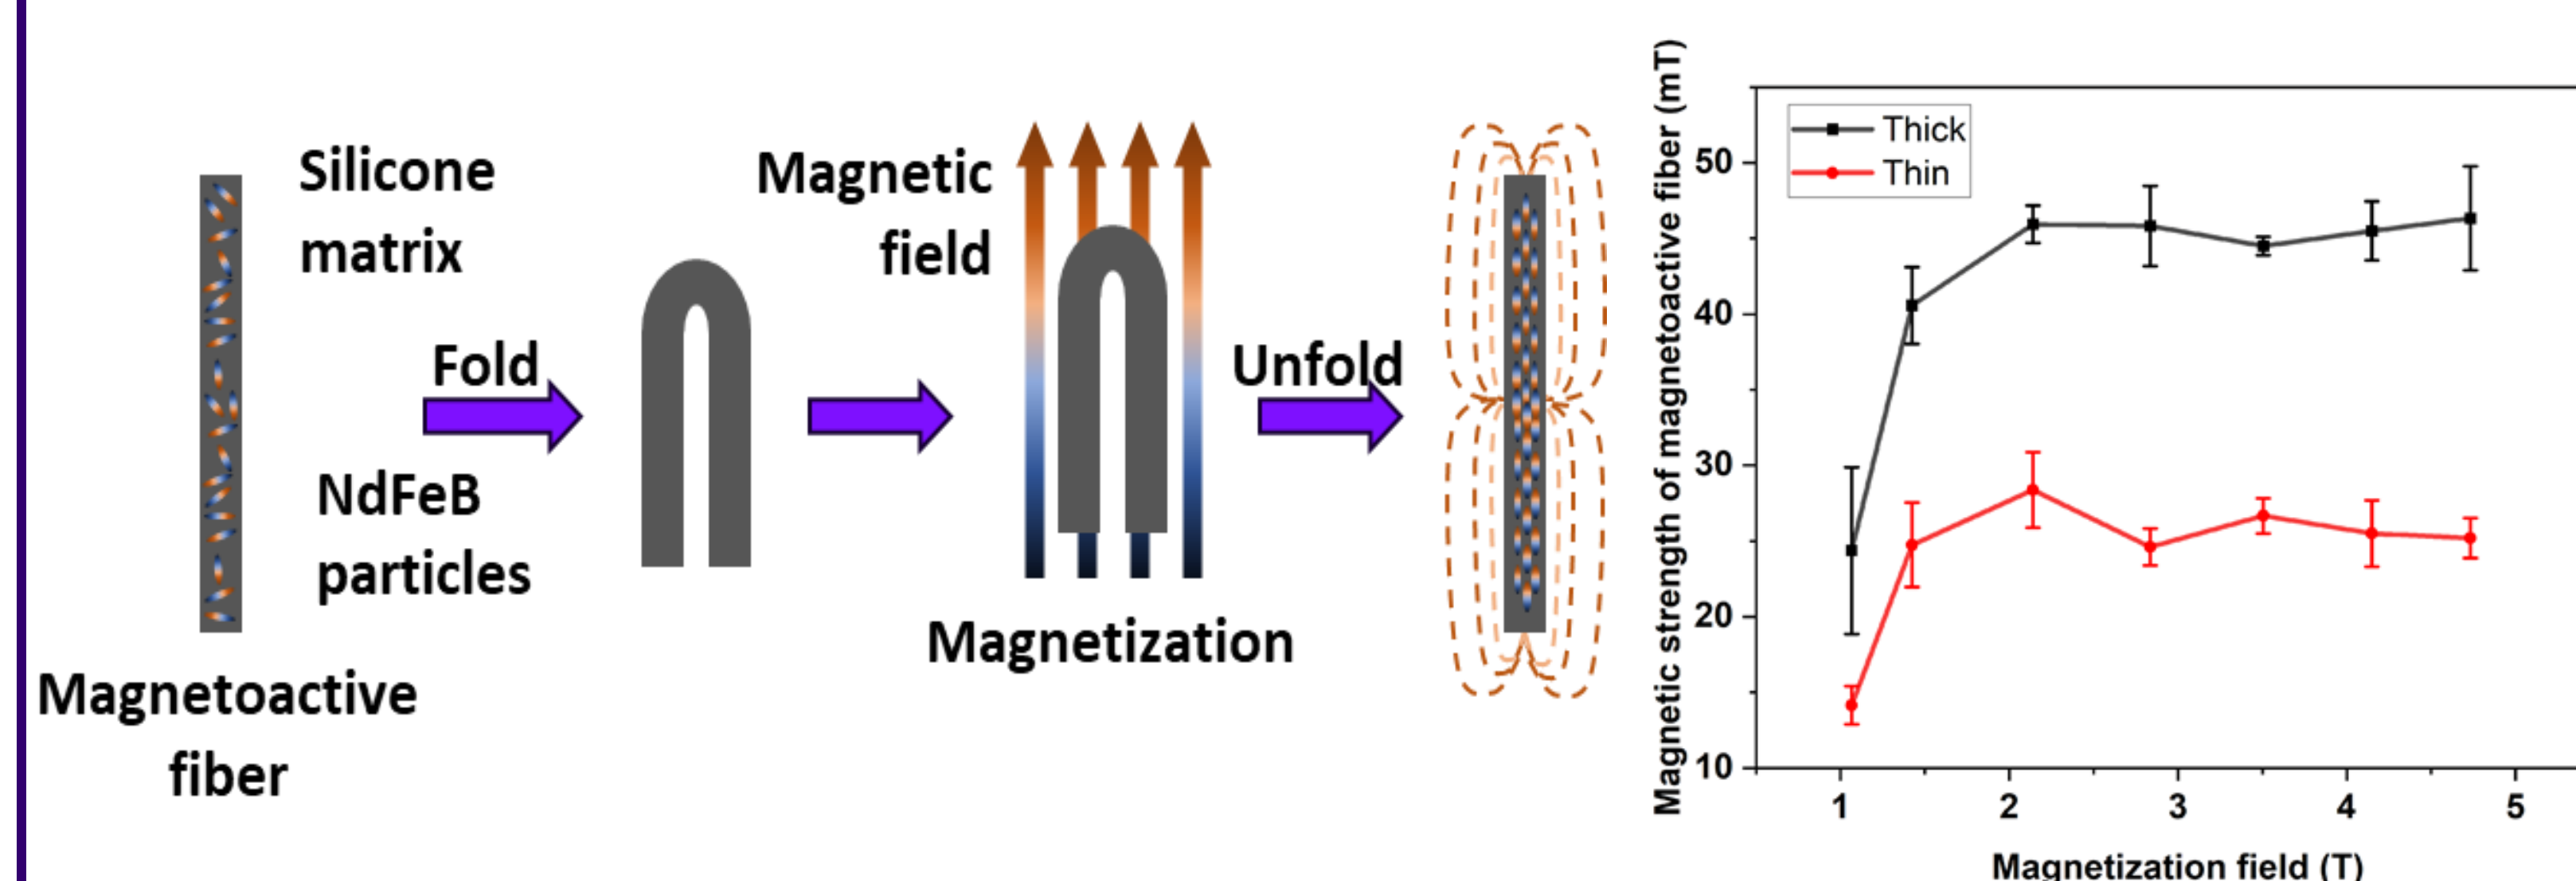 Silicone
matrix
Fold
NdFeB
particles
Magnetoactive
fiber
Magnetic
field
Magnetization
Unfold
Magnetic strength of magnetoactive fiber (mT)
Thick
Thin
50
40
30
20
10
1 2 3 4 5
Magnetization field (T)